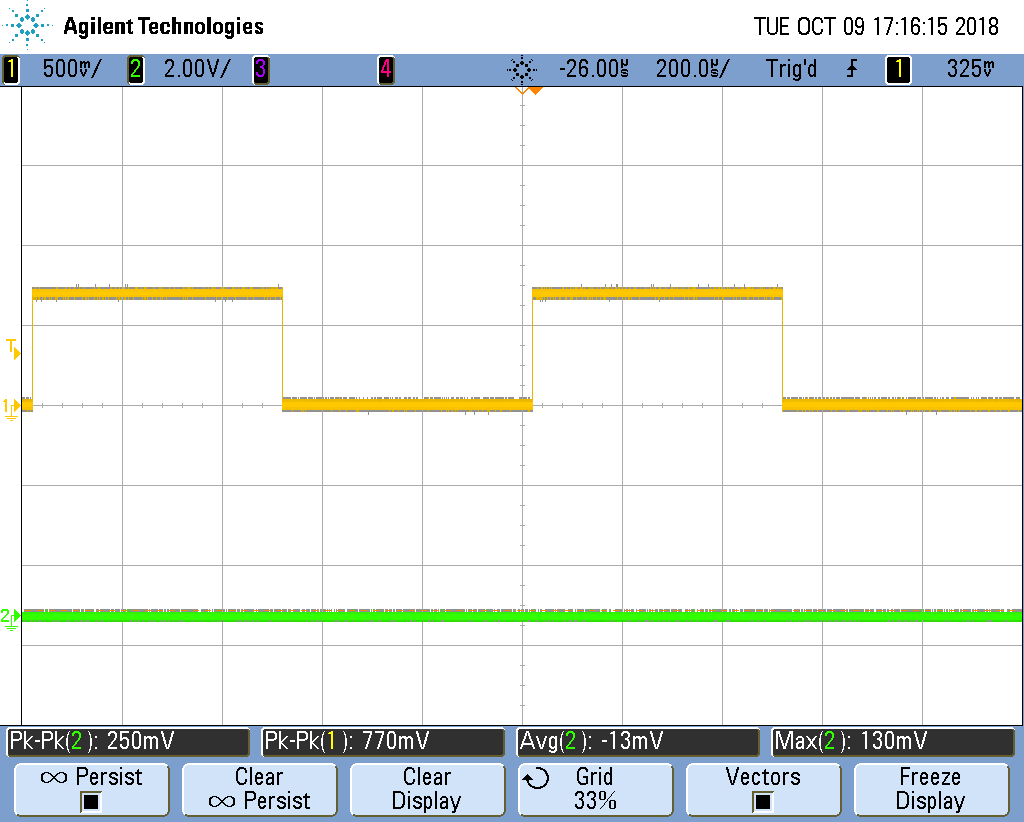 Agilent Technologies
TUE OCT 09 17:16:15 2018
1 500mV/ 2 2.00V/ 3 4 -26.00µs 200.0µs/ Trig'd 1 325mV
T
1
2
Pk-Pk(2): 250mV Pk-Pk(1): 770mV Avg(2): -13mV Max(2): 130mV
∞ Persist Clear Clear Grid Vectors Freeze
∞ Persist Display 33% Display